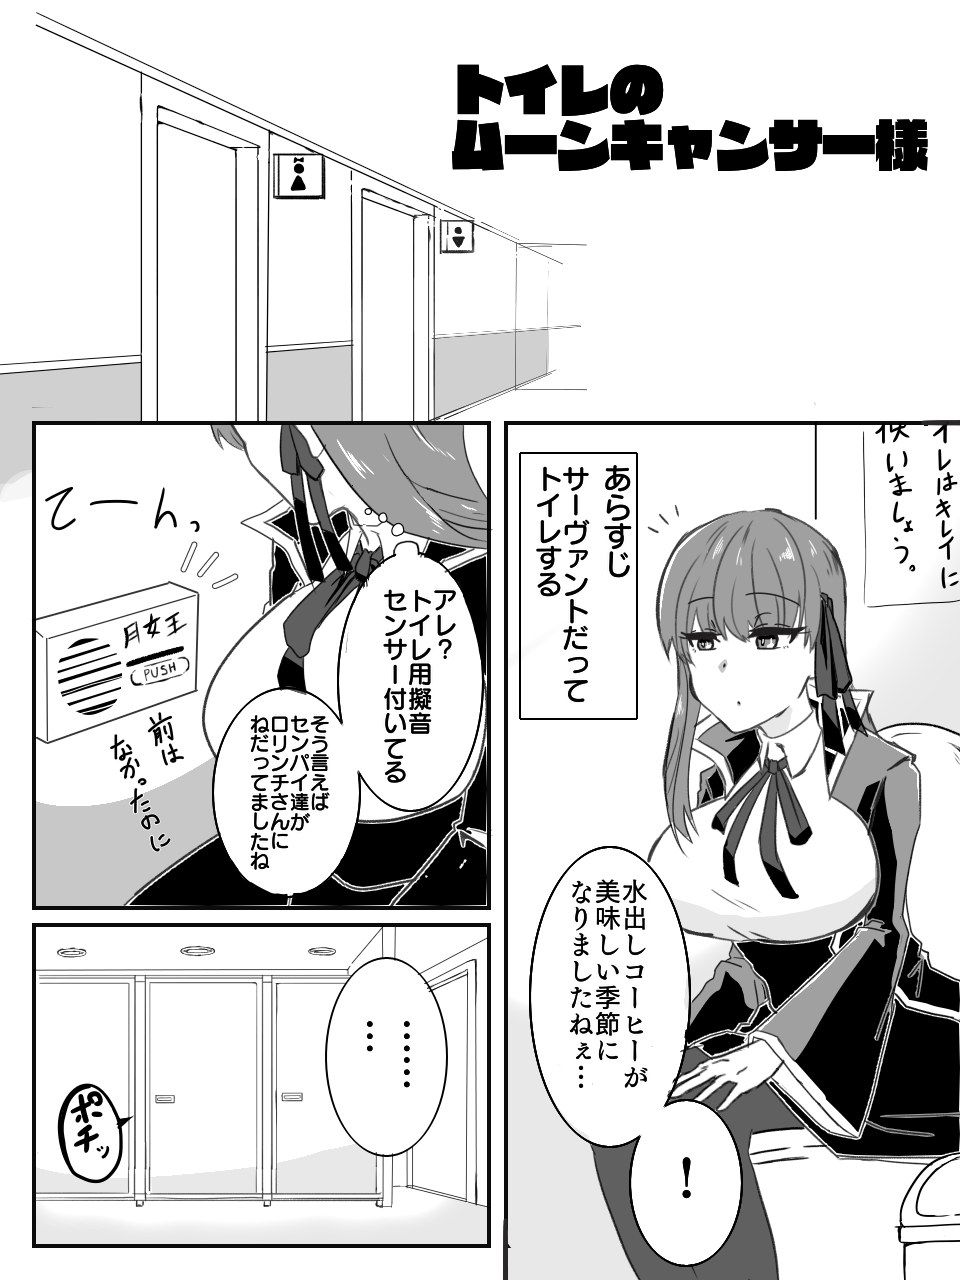 トイレの
ムーンキャンサー様
イレはキレイに
使いましょう。
あらすじ
サーヴァントだって
トイレする
水出しコーヒーが
美味しい季節に
なりましたねぇ…
！
てーん。
アレ？
トイレ用擬音
センサー付いてる
そう言えば
センパイ達が
ロリンチさんに
ねだってましたね
月女王
PUSH
前は
なかったのに
……
…
ポチッ